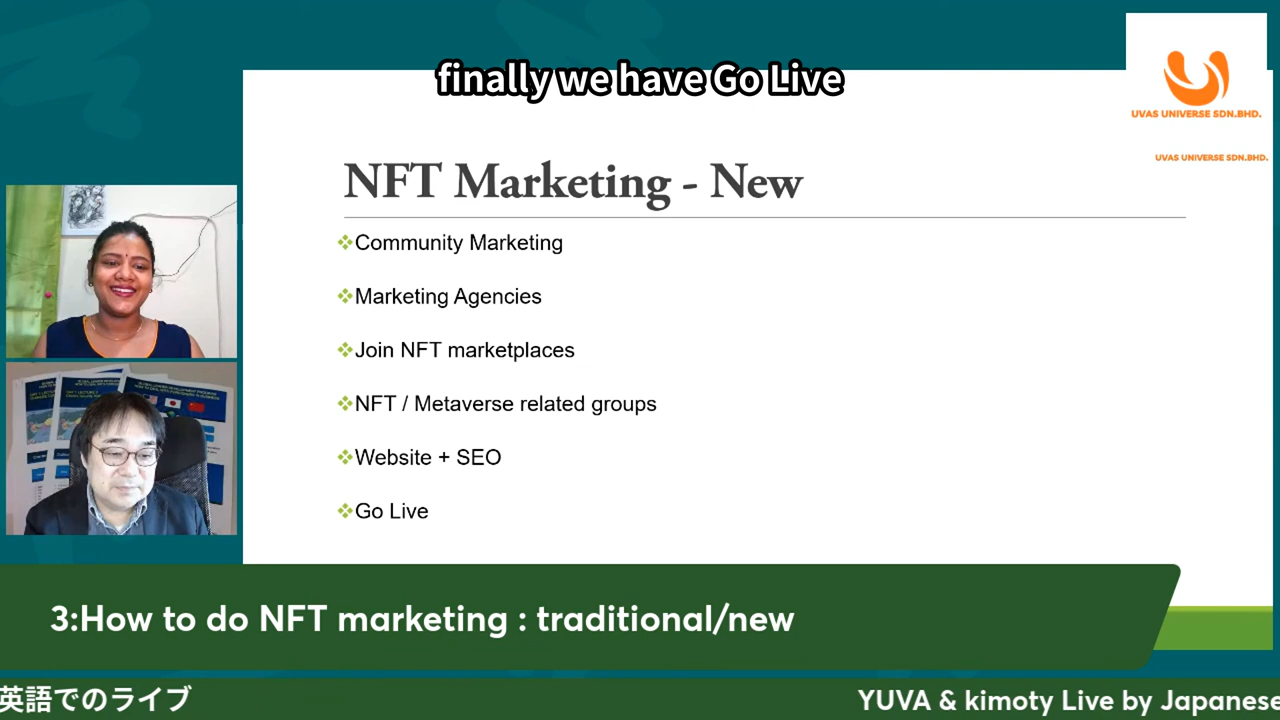 finally we have Go Live
UVAS UNIVERSE SDN.BHD.
UVAS UNIVERSE SDN.BHD.
NFT Marketing - New
Community Marketing
Marketing Agencies
Join NFT marketplaces
NFT / Metaverse related groups
Website + SEO
Go Live
3:How to do NFT marketing : traditional/new
英語でのライブ
YUVA & kimoty Live by Japanese